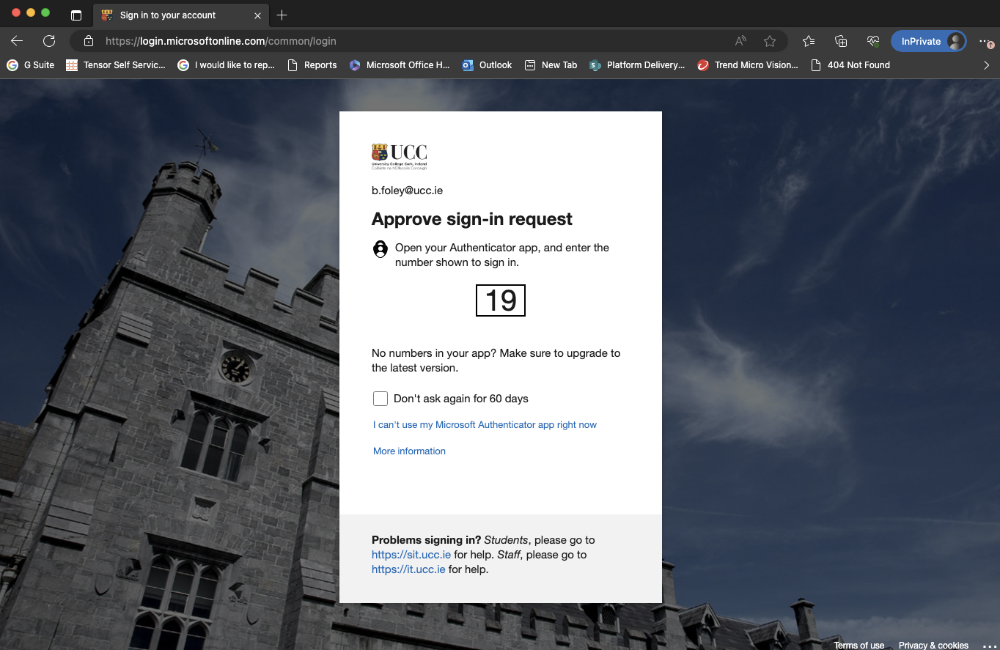 Sign in to your account
https://login.microsoftonline.com/common/login
InPrivate
G Suite
Tensor Self Servic...
I would like to rep...
Reports
Microsoft Office H...
Outlook
New Tab
Platform Delivery...
Trend Micro Vision...
404 Not Found
UCC
University College Cork, Ireland
Coláiste na hOllscoile Corcaigh
b.foley@ucc.ie
Approve sign-in request
Open your Authenticator app, and enter the
number shown to sign in.
19
No numbers in your app? Make sure to upgrade to
the latest version.
Don't ask again for 60 days
I can't use my Microsoft Authenticator app right now
More information
Problems signing in? Students, please go to
https://sit.ucc.ie for help. Staff, please go to
https://it.ucc.ie for help.
Terms of use
Privacy & cookies